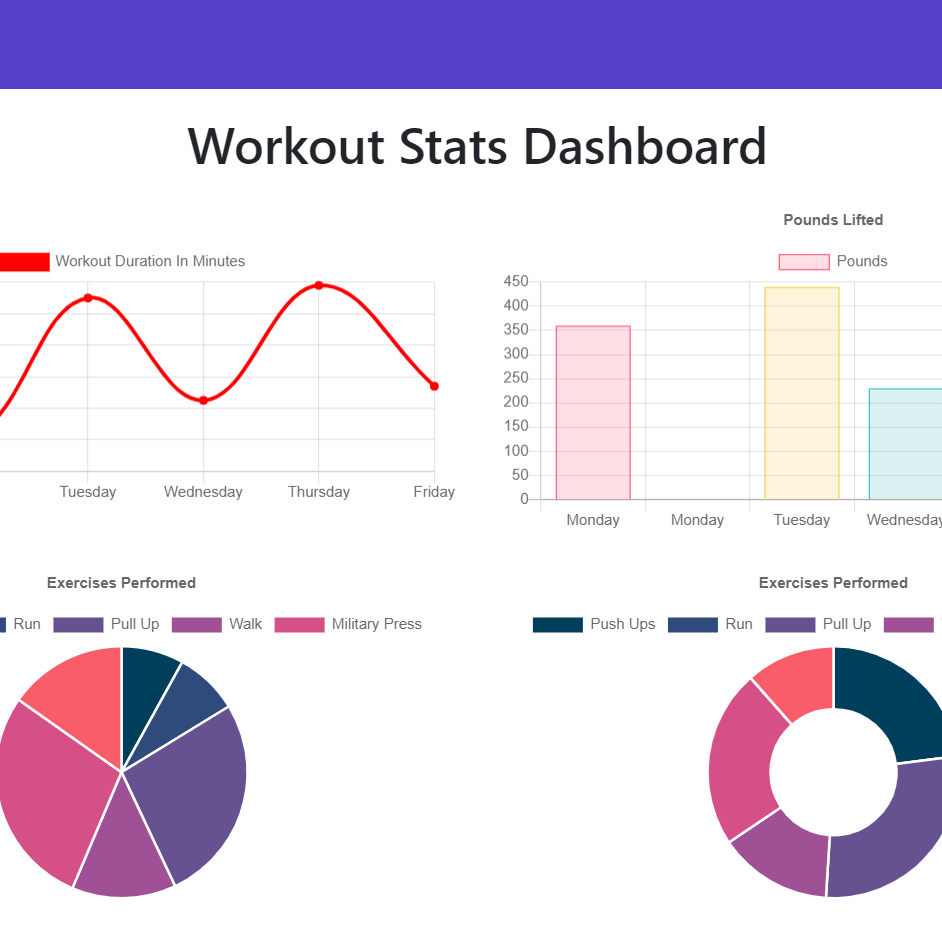 Workout Stats Dashboard
Workout Duration In Minutes
Tuesday Wednesday Thursday Friday
Pounds Lifted
Pounds
450
400
350
300
250
200
150
100
50
0
Monday Monday Tuesday Wednesday
Exercises Performed
Run Pull Up Walk Military Press
Exercises Performed
Push Ups Run Pull Up